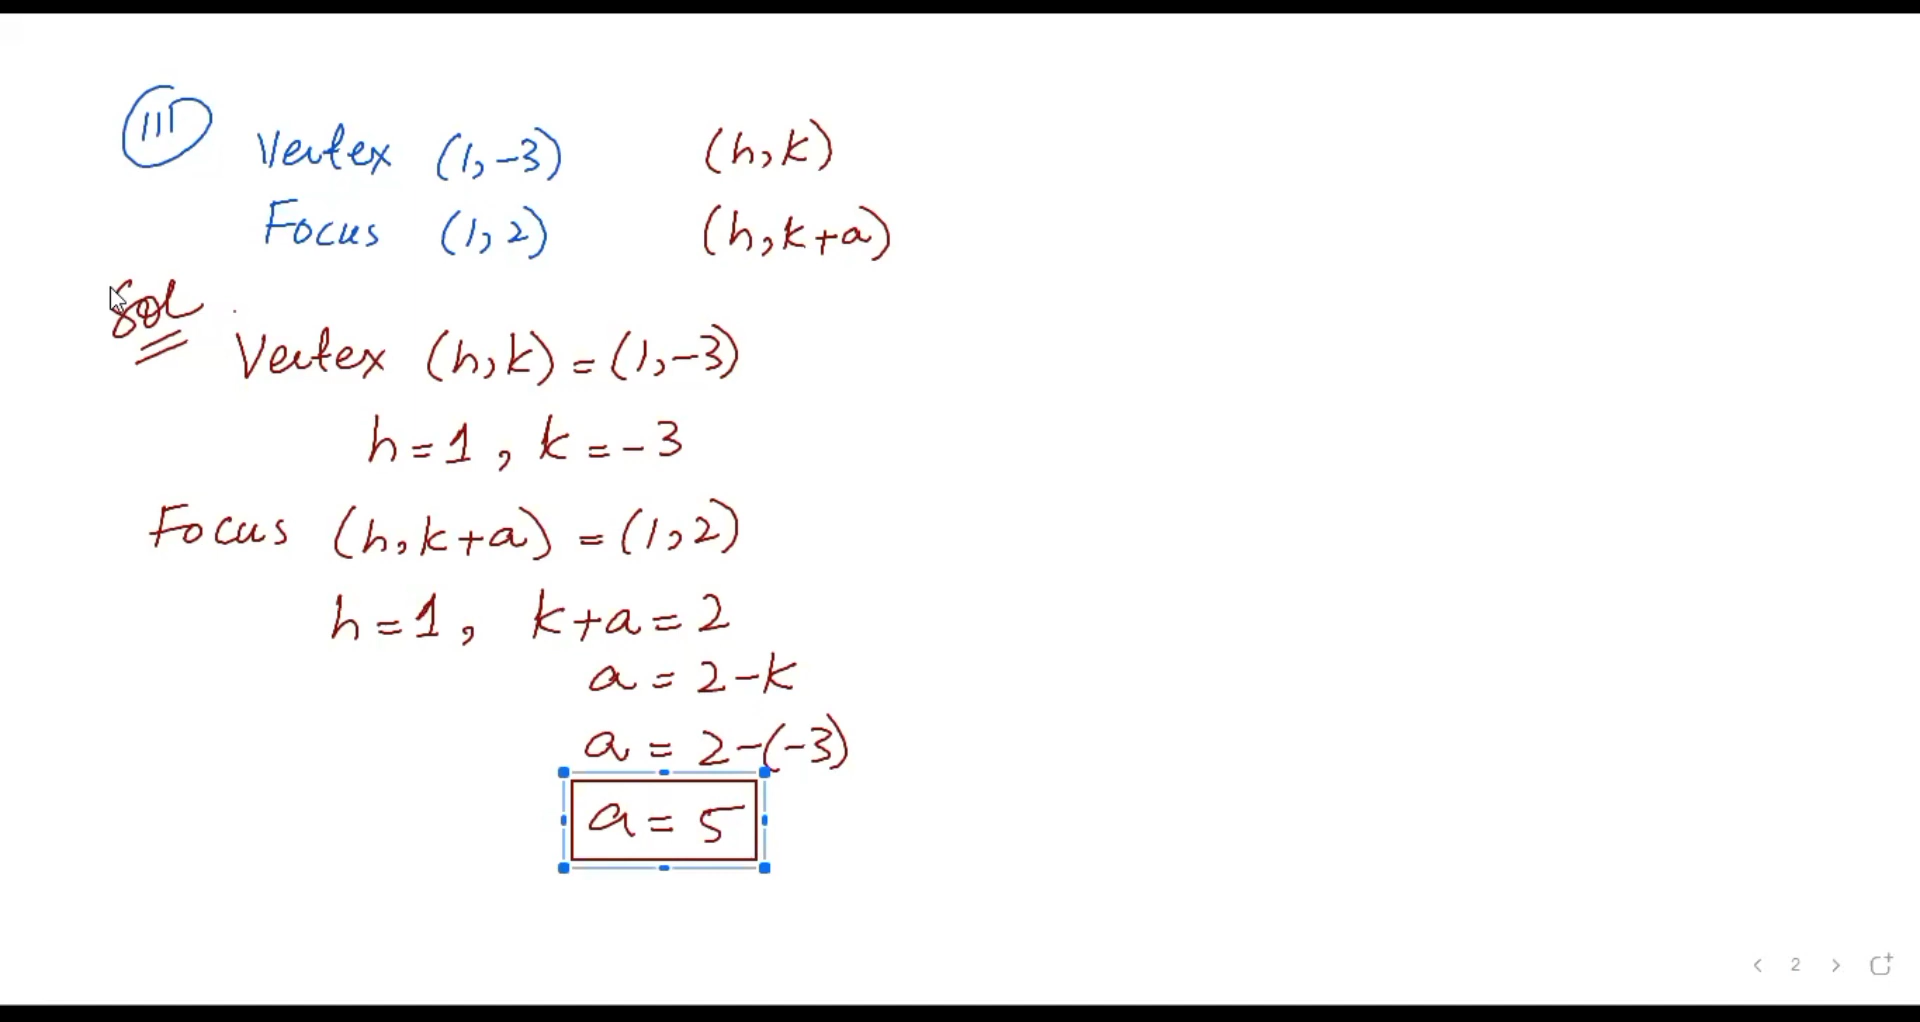 III Vertex (1, -3) (h, k)
Focus (1, 2) (h, k+a)
Sol
Vertex (h, k) = (1, -3)
h = 1 , k = -3
Focus (h, k+a) = (1, 2)
h = 1 , k+a = 2
a = 2-k
a = 2-(-3)
a = 5
2